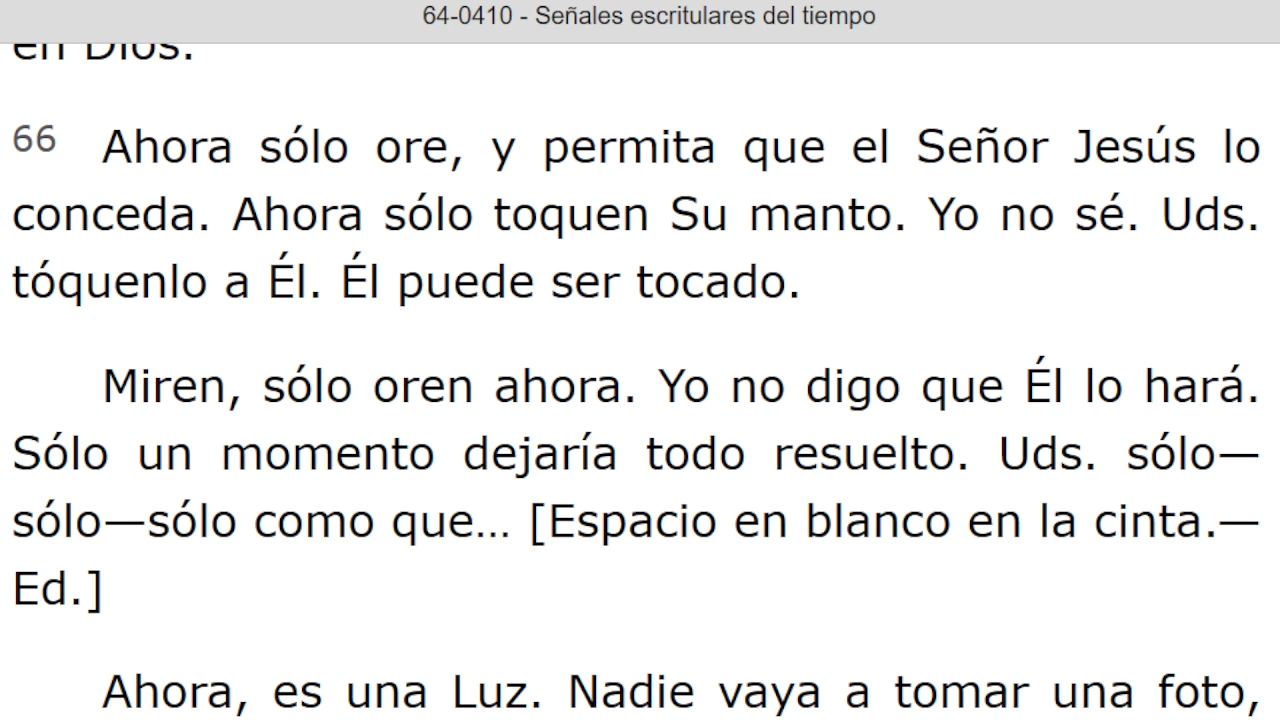 64-0410 - Señales escritulares del tiempo
en Dios.
66 Ahora sólo ore, y permita que el Señor Jesús lo
conceda. Ahora sólo toquen Su manto. Yo no sé. Uds.
tóquenlo a Él. Él puede ser tocado.
Miren, sólo oren ahora. Yo no digo que Él lo hará.
Sólo un momento dejaría todo resuelto. Uds. sólo—
sólo—sólo como que... [Espacio en blanco en la cinta.—
Ed.]
Ahora, es una Luz. Nadie vaya a tomar una foto,